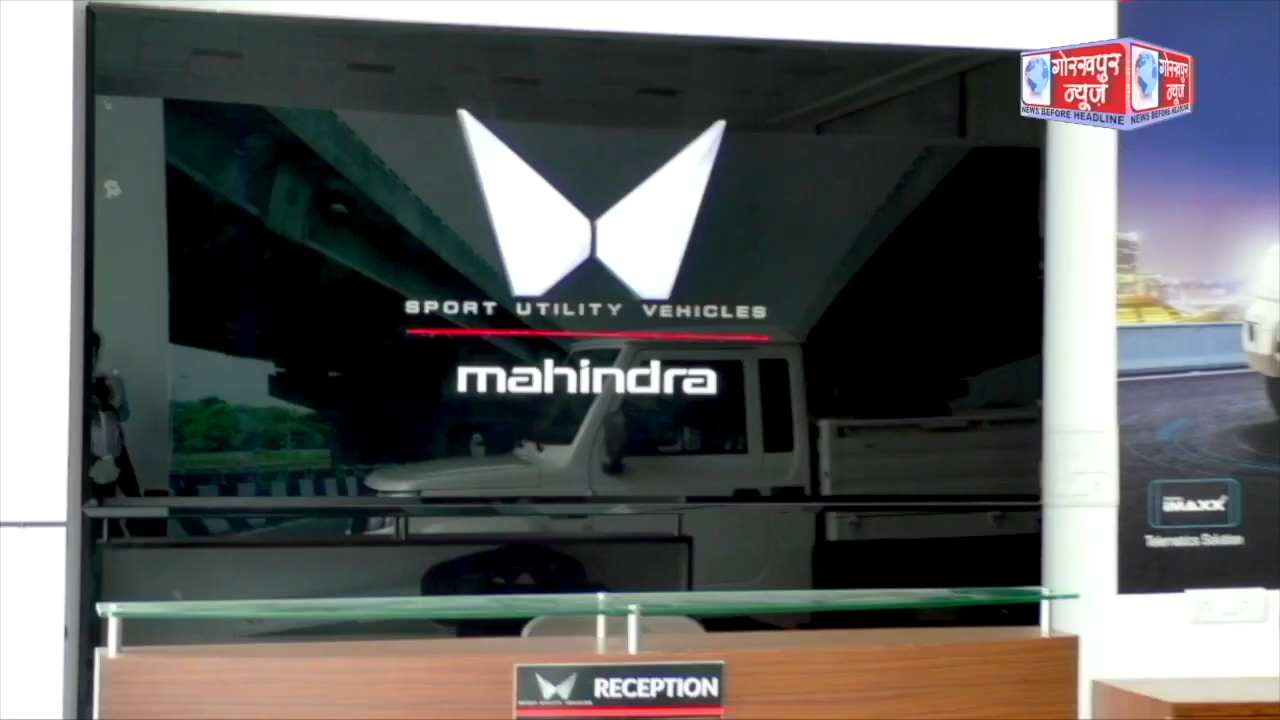 गोरखपुर
न्यूज़
NEWS BEFORE HEADLINE
गोरखपुर
न्यूज़
NEWS BEFORE HEADLINE
SPORT UTILITY VEHICLES
mahindra
iMAXX
Telematics Solution
RECEPTION